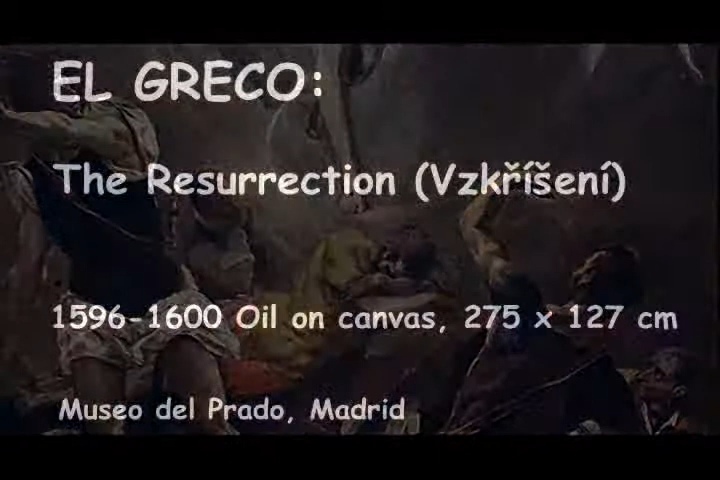 EL GRECO:
The Resurrection (Vzkříšení)
1596-1600 Oil on canvas, 275 x 127 cm
Museo del Prado, Madrid